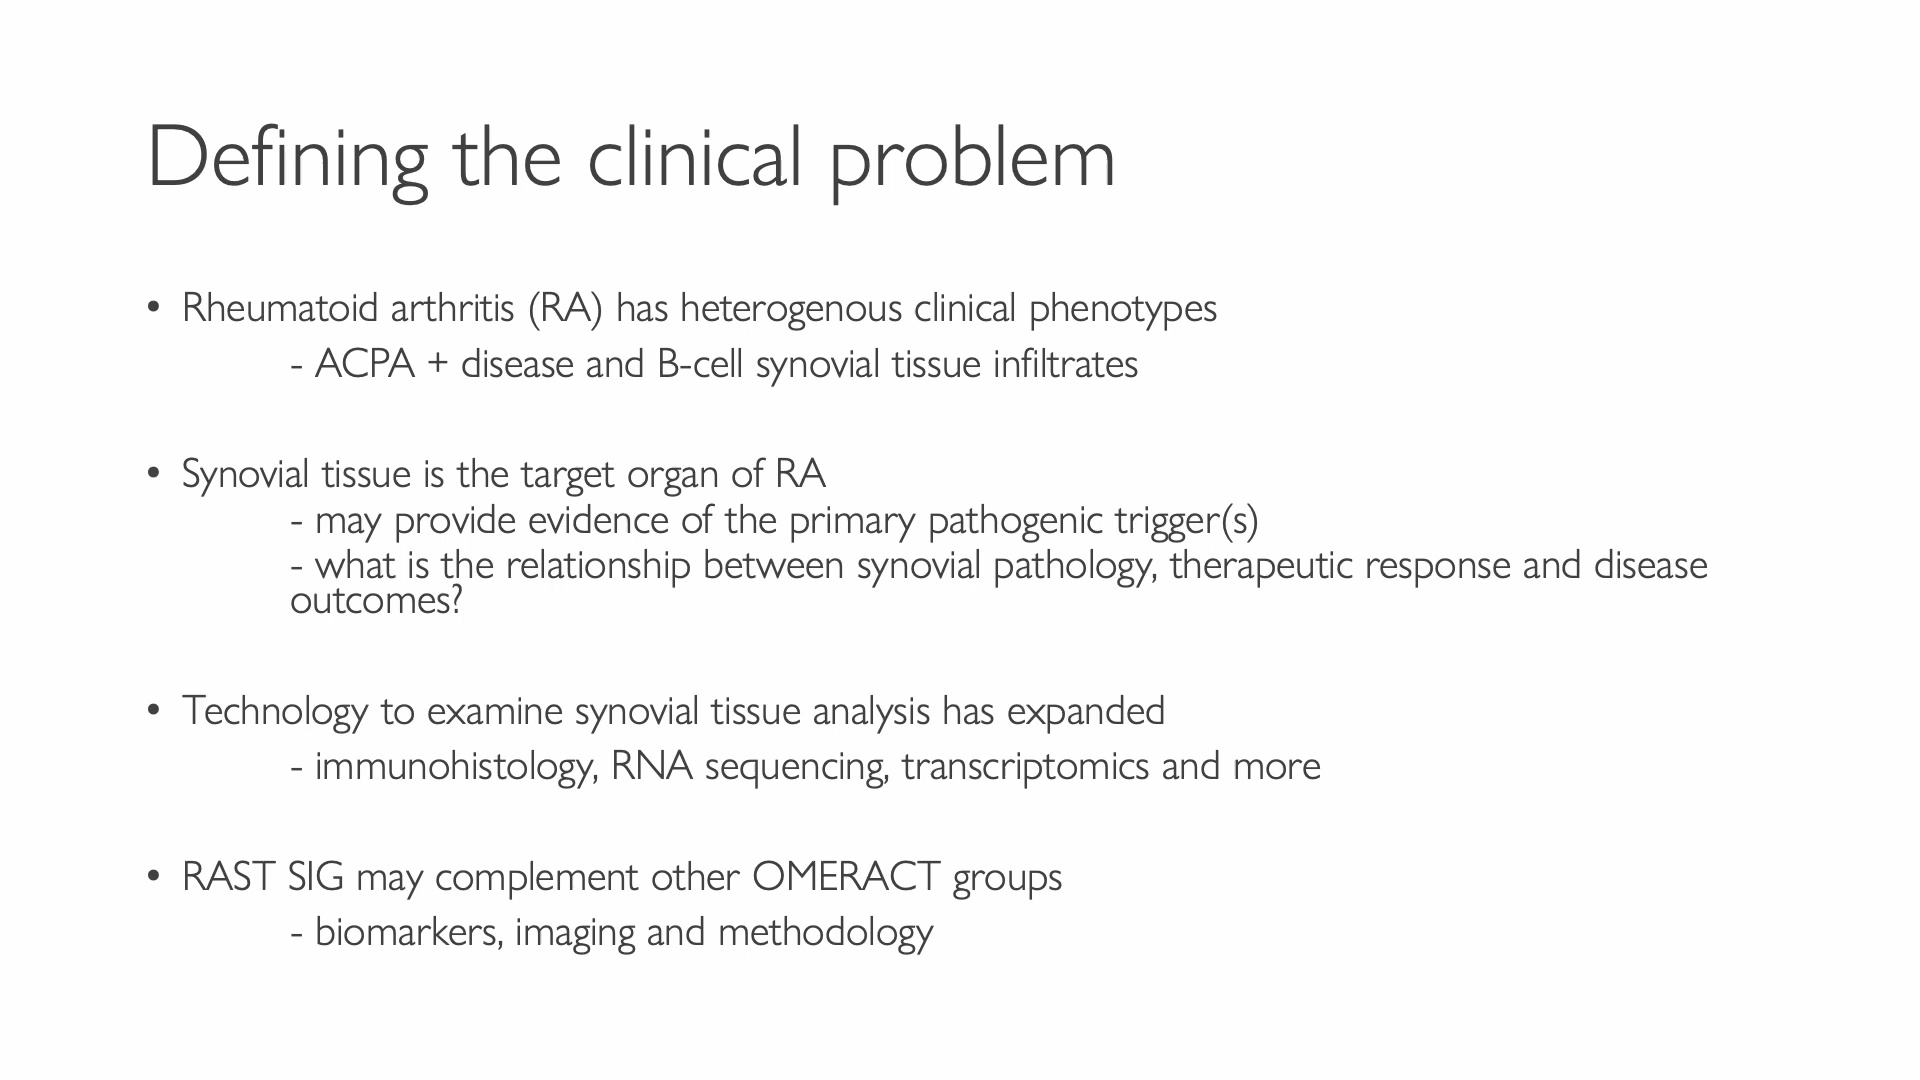 Defining the clinical problem
• Rheumatoid arthritis (RA) has heterogenous clinical phenotypes
- ACPA + disease and B-cell synovial tissue infiltrates
• Synovial tissue is the target organ of RA
- may provide evidence of the primary pathogenic trigger(s)
- what is the relationship between synovial pathology, therapeutic response and disease
outcomes?
• Technology to examine synovial tissue analysis has expanded
- immunohistology, RNA sequencing, transcriptomics and more
• RAST SIG may complement other OMERACT groups
- biomarkers, imaging and methodology